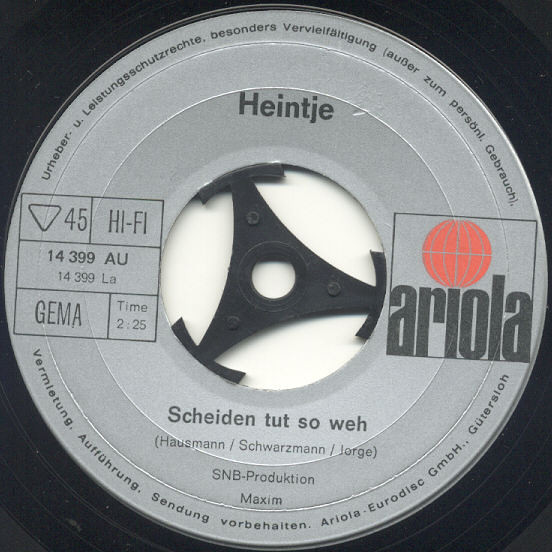 Urheber- u. Leistungsschutzrechte, besonders Vervielfältigung (außer zum persönl. Gebrauch),
Heintje
45 HI-FI
14 399 AU
14 399 La
GEMA
Time
2:25
ariola
Scheiden tut so weh
(Hausmann / Schwarzmann / Jorge)
SNB-Produktion
Maxim
Vermietung, Aufführung, Sendung vorbehalten. Ariola-Eurodisc GmbH., Gütersloh